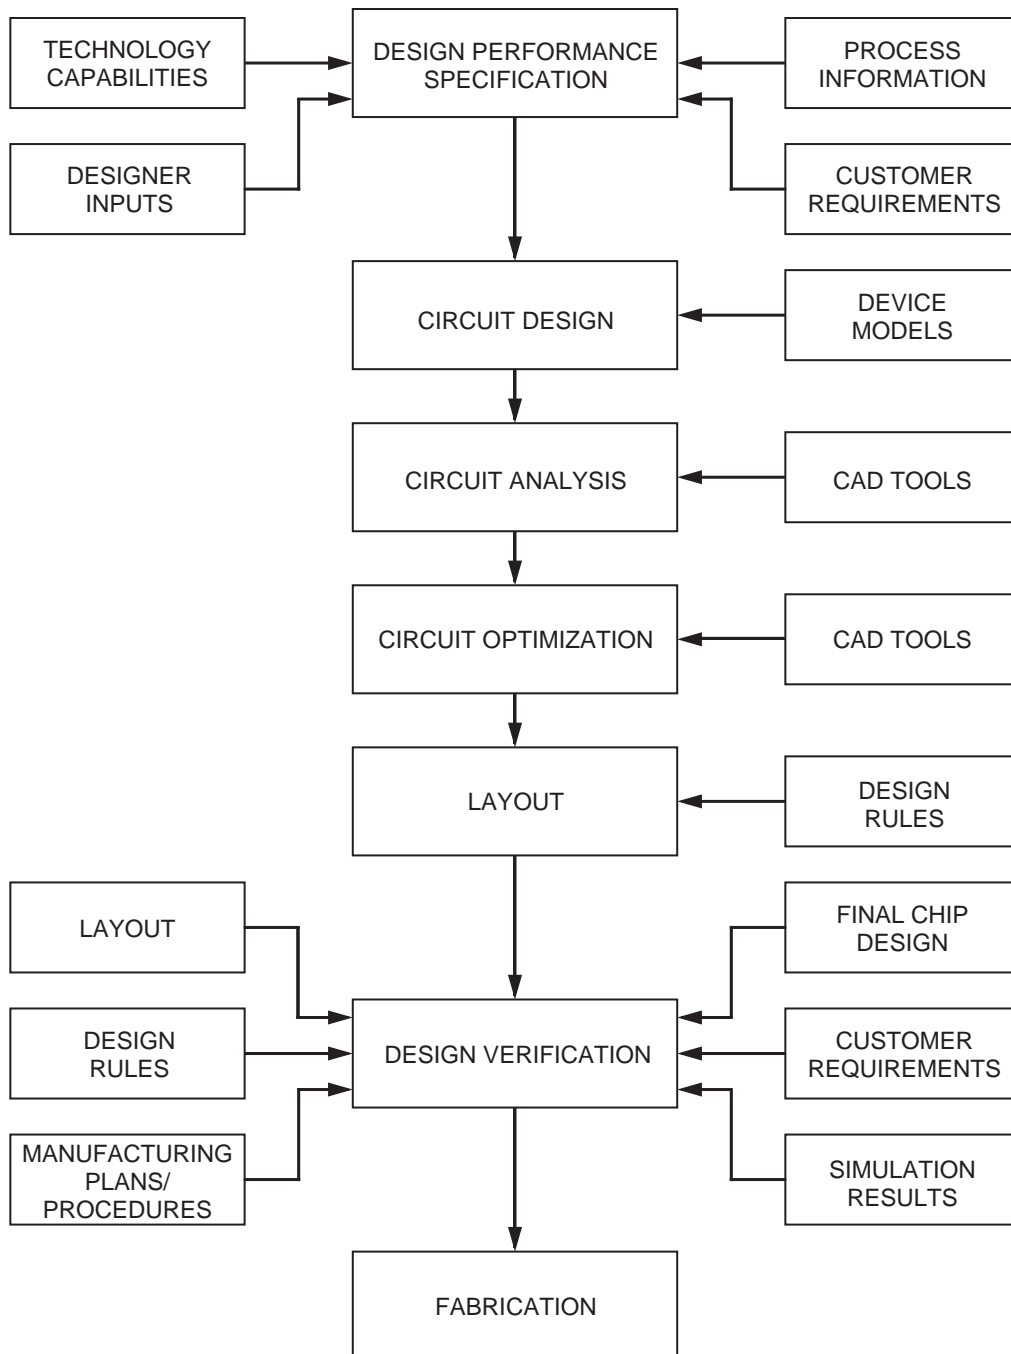 TECHNOLOGY
CAPABILITIES
DESIGN PERFORMANCE
SPECIFICATION
PROCESS
INFORMATION
DESIGNER
INPUTS
CUSTOMER
REQUIREMENTS
CIRCUIT DESIGN
DEVICE
MODELS
CIRCUIT ANALYSIS
CAD TOOLS
CIRCUIT OPTIMIZATION
CAD TOOLS
LAYOUT
DESIGN
RULES
LAYOUT
FINAL CHIP
DESIGN
DESIGN
RULES
DESIGN VERIFICATION
CUSTOMER
REQUIREMENTS
MANUFACTURING
PLANS/
PROCEDURES
SIMULATION
RESULTS
FABRICATION